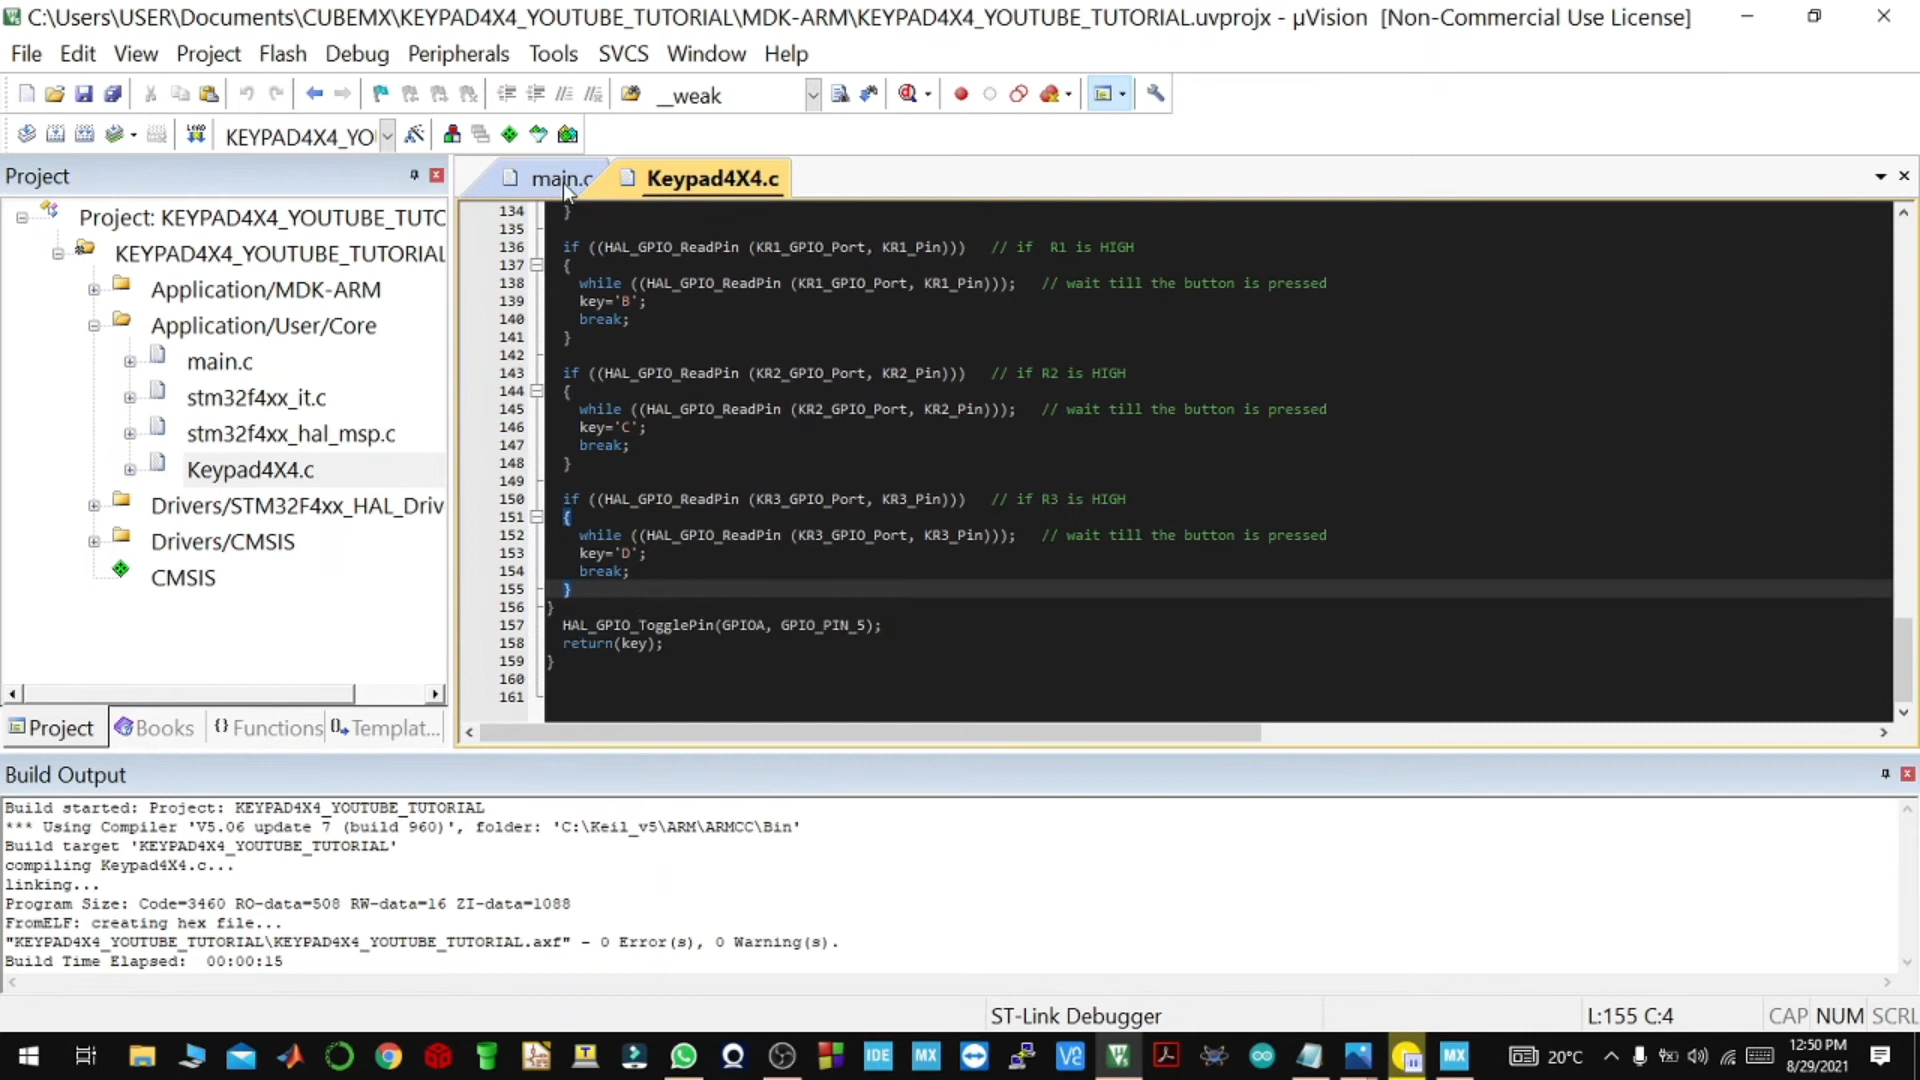 C:\Users\USER\Documents\CUBEMX\KEYPAD4X4_YOUTUBE_TUTORIAL\MDK-ARM\KEYPAD4X4_YOUTUBE_TUTORIAL.uvprojx - µVision [Non-Commercial Use License]
File Edit View Project Flash Debug Peripherals Tools SVCS Window Help
__weak
LOAD KEYPAD4X4_YO
Project
main.c Keypad4X4.c
Project: KEYPAD4X4_YOUTUBE_TUTC
KEYPAD4X4_YOUTUBE_TUTORIAL
Application/MDK-ARM
Application/User/Core
main.c
stm32f4xx_it.c
stm32f4xx_hal_msp.c
Keypad4X4.c
Drivers/STM32F4xx_HAL_Driv
Drivers/CMSIS
CMSIS
Project Books {} Functions Templat...
134 }
135
136 if ((HAL_GPIO_ReadPin (KR1_GPIO_Port, KR1_Pin))) // if R1 is HIGH
137 {
138 while ((HAL_GPIO_ReadPin (KR1_GPIO_Port, KR1_Pin))); // wait till the button is pressed
139 key='B';
140 break;
141 }
142
143 if ((HAL_GPIO_ReadPin (KR2_GPIO_Port, KR2_Pin))) // if R2 is HIGH
144 {
145 while ((HAL_GPIO_ReadPin (KR2_GPIO_Port, KR2_Pin))); // wait till the button is pressed
146 key='C';
147 break;
148 }
149
150 if ((HAL_GPIO_ReadPin (KR3_GPIO_Port, KR3_Pin))) // if R3 is HIGH
151 {
152 while ((HAL_GPIO_ReadPin (KR3_GPIO_Port, KR3_Pin))); // wait till the button is pressed
153 key='D';
154 break;
155 }
156 }
157 HAL_GPIO_TogglePin(GPIOA, GPIO_PIN_5);
158 return(key);
159 }
160
161
Build Output
Build started: Project: KEYPAD4X4_YOUTUBE_TUTORIAL
*** Using Compiler 'V5.06 update 7 (build 960)', folder: 'C:\Keil_v5\ARM\ARMCC\Bin'
Build target 'KEYPAD4X4_YOUTUBE_TUTORIAL'
compiling Keypad4X4.c...
linking...
Program Size: Code=3460 RO-data=508 RW-data=16 ZI-data=1088
FromELF: creating hex file...
"KEYPAD4X4_YOUTUBE_TUTORIAL\KEYPAD4X4_YOUTUBE_TUTORIAL.axf" - 0 Error(s), 0 Warning(s).
Build Time Elapsed: 00:00:15
ST-Link Debugger L:155 C:4 CAP NUM SCRL
IDE MX V2 MX 20°C 12:50 PM
8/29/2021